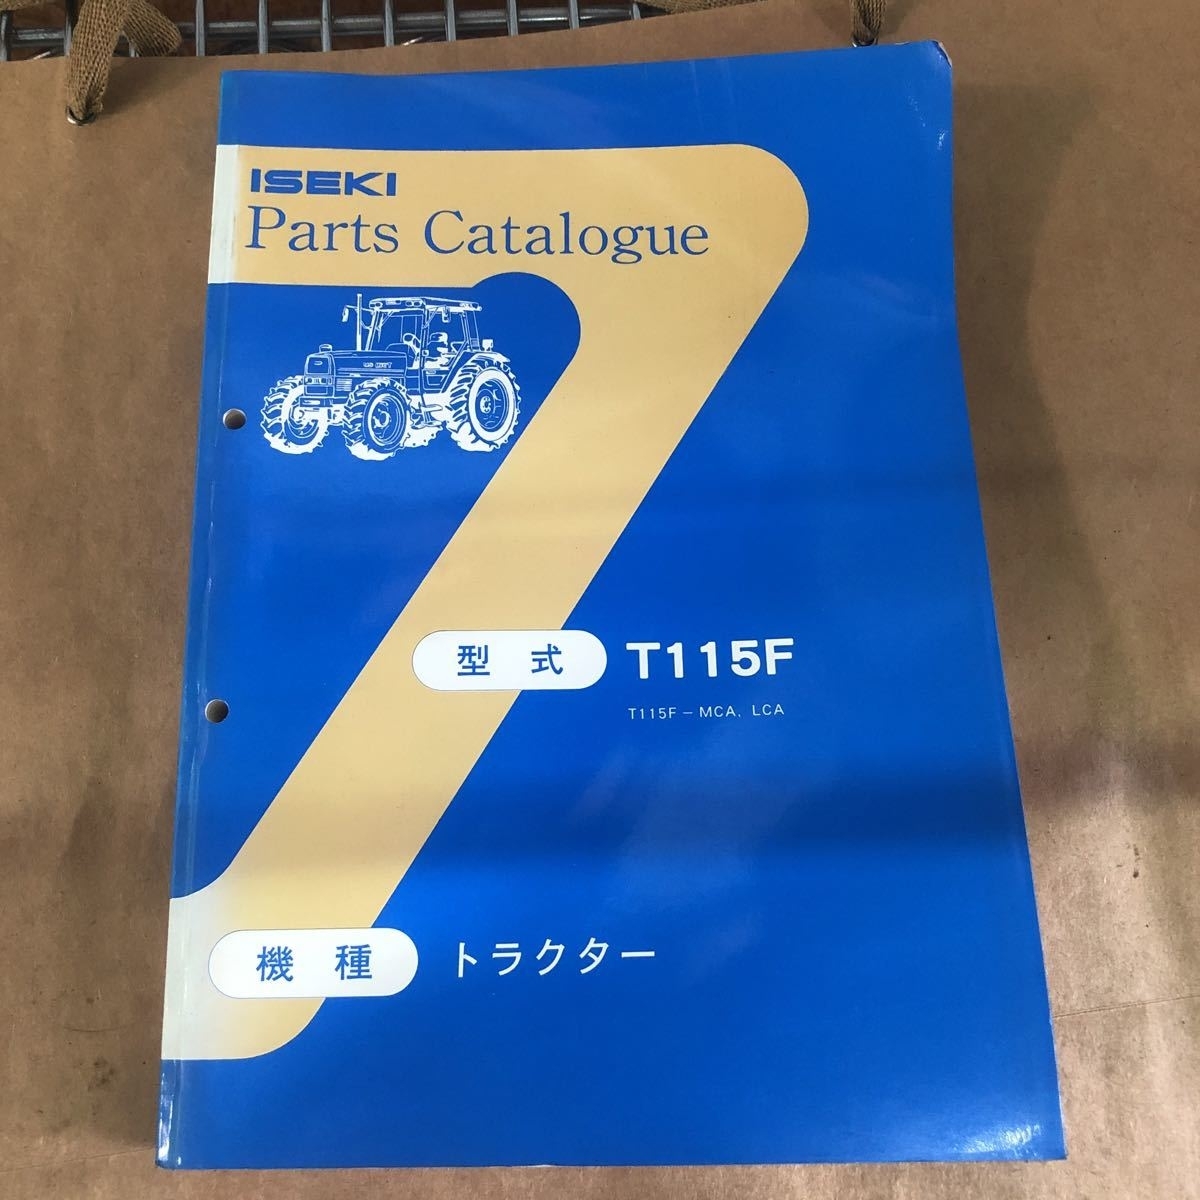 ISEKI
Parts Catalogue
型式 T115F
T115F－MCA, LCA
機種 トラクター